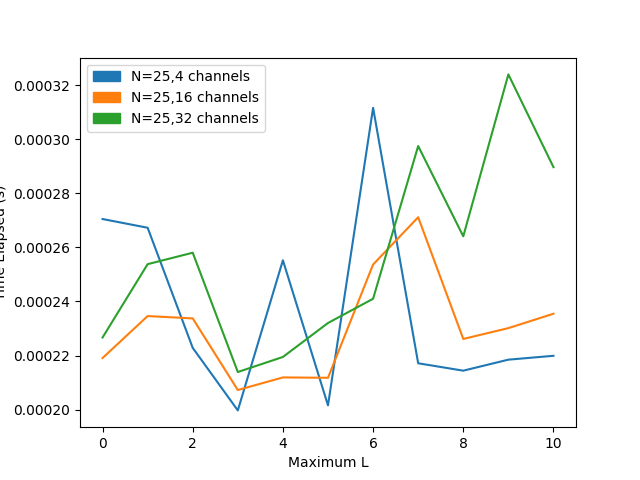 N=25,4 channels
N=25,16 channels
N=25,32 channels
0.00032
0.00030
0.00028
0.00026
0.00024
0.00022
0.00020
Elapsed (s)
0 2 4 6 8 10
Maximum L